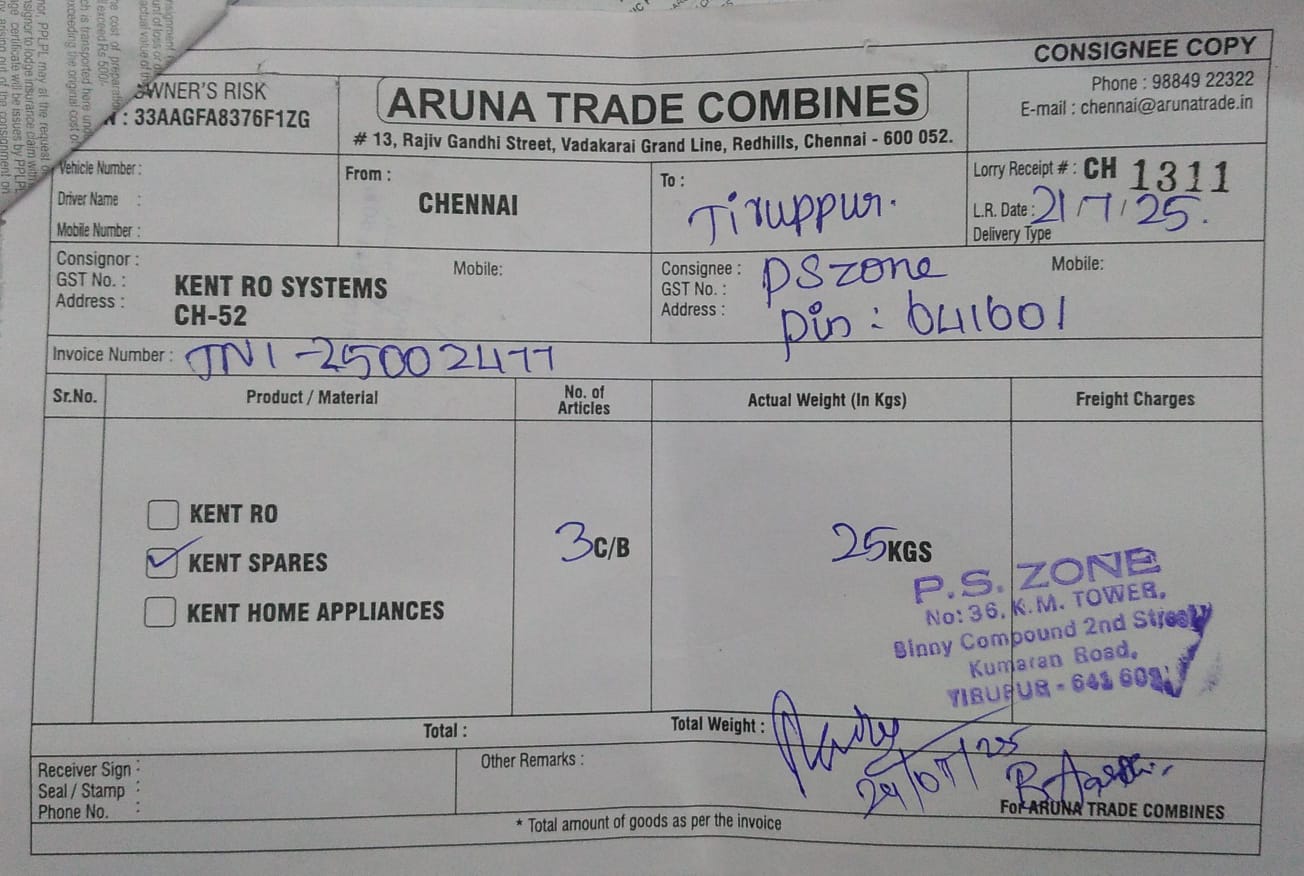 CONSIGNEE COPY
OWNER'S RISK
: 33AAGFA8376F1ZG
ARUNA TRADE COMBINES
# 13, Rajiv Gandhi Street, Vadakarai Grand Line, Redhills, Chennai - 600 052.
Phone : 98849 22322
E-mail : chennai@arunatrade.in
Vehicle Number :
Driver Name :
Mobile Number :
From :
CHENNAI
To :
Tiruppur.
Lorry Receipt # : CH 1311
L.R. Date : 21/7/25.
Delivery Type
Consignor :
GST No. :
Address :
Mobile:
KENT RO SYSTEMS
CH-52
Consignee : PSzone
GST No. :
Address :
Pin : 641601
Mobile:
Invoice Number : TN1-25002477
Sr.No. Product / Material No. of Articles Actual Weight (In Kgs) Freight Charges
KENT RO
KENT SPARES
KENT HOME APPLIANCES
3 C/B
25 KGS
P.S. ZONE
No: 36, K.M. TOWER,
Binny Compound 2nd Street
Kumaran Road,
TIRUPUR - 641 601
Total :
Total Weight :
Receiver Sign :
Seal / Stamp :
Phone No. :
Other Remarks :
For ARUNA TRADE COMBINES
* Total amount of goods as per the invoice